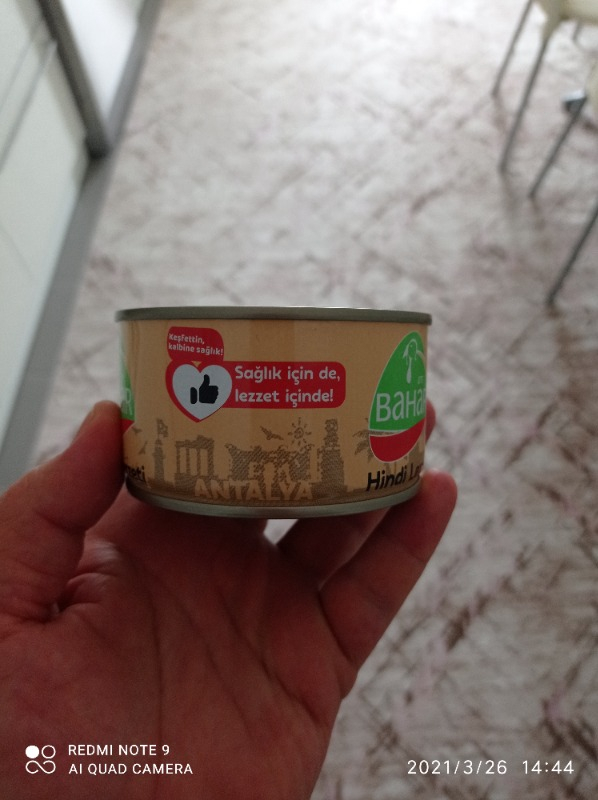 Keşfettin,
kalbine sağlık!
Sağlık için de,
lezzet içinde!
ANTALYA
Hindi
REDMI NOTE 9
AI QUAD CAMERA
2021/3/26 14:44